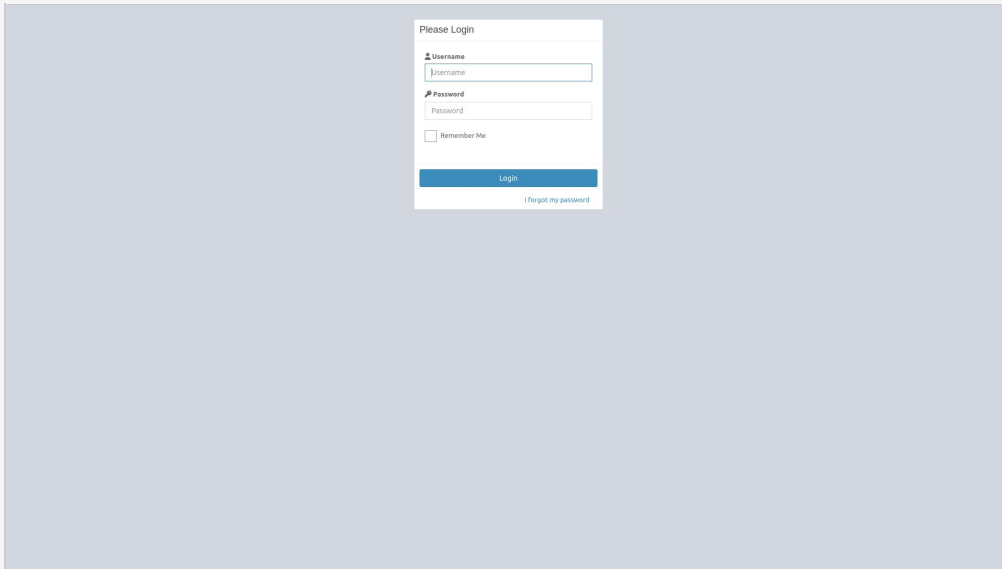 Please Login
Username
Username
Password
Password
Remember Me
Login
I forgot my password